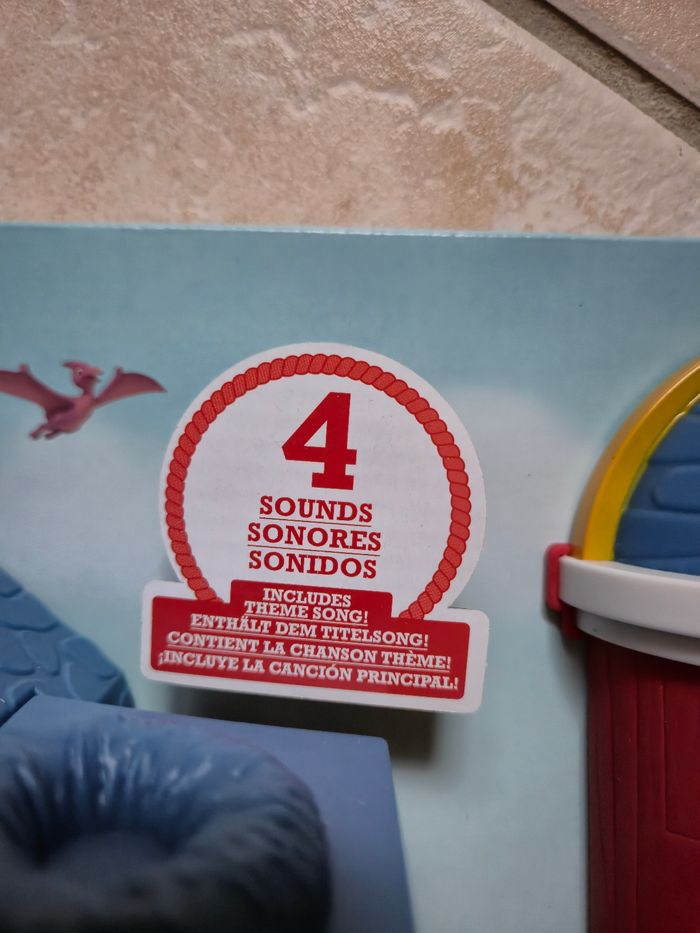 4
SOUNDS
SONORES
SONIDOS
INCLUDES
THEME SONG!
ENTHÄLT DEM TITELSONG!
CONTIENT LA CHANSON THÈME!
¡INCLUYE LA CANCIÓN PRINCIPAL!